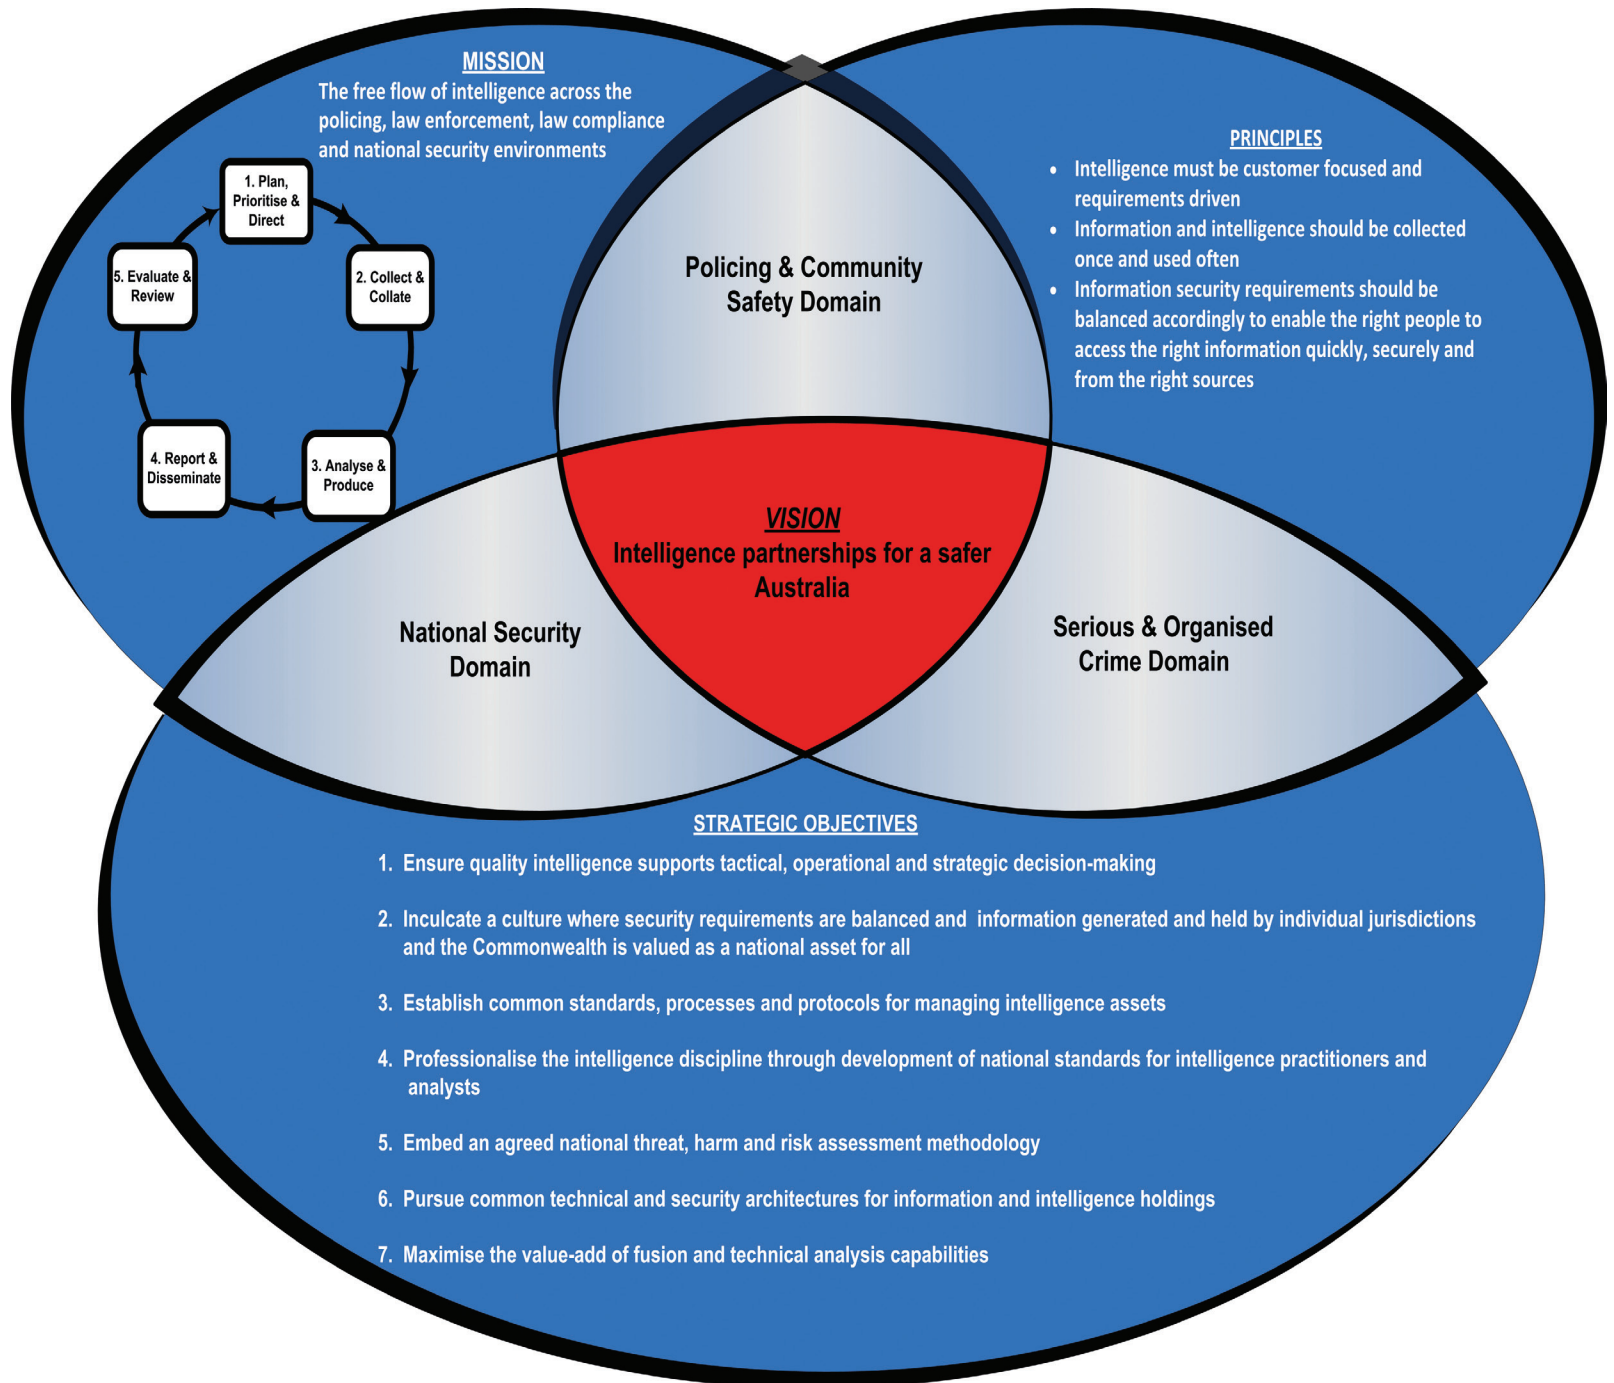 MISSION
The free flow of intelligence across the
policing, law enforcement, law compliance
and national security environments
1. Plan,
Prioritise &
Direct
2. Collect &
Collate
3. Analyse &
Produce
4. Report &
Disseminate
5. Evaluate &
Review
PRINCIPLES
• Intelligence must be customer focused and
requirements driven
• Information and intelligence should be collected
once and used often
• Information security requirements should be
balanced accordingly to enable the right people to
access the right information quickly, securely and
from the right sources
Policing & Community
Safety Domain
VISION
Intelligence partnerships for a safer
Australia
National Security
Domain
Serious & Organised
Crime Domain
STRATEGIC OBJECTIVES
1. Ensure quality intelligence supports tactical, operational and strategic decision-making
2. Inculcate a culture where security requirements are balanced and information generated and held by individual jurisdictions
and the Commonwealth is valued as a national asset for all
3. Establish common standards, processes and protocols for managing intelligence assets
4. Professionalise the intelligence discipline through development of national standards for intelligence practitioners and
analysts
5. Embed an agreed national threat, harm and risk assessment methodology
6. Pursue common technical and security architectures for information and intelligence holdings
7. Maximise the value-add of fusion and technical analysis capabilities